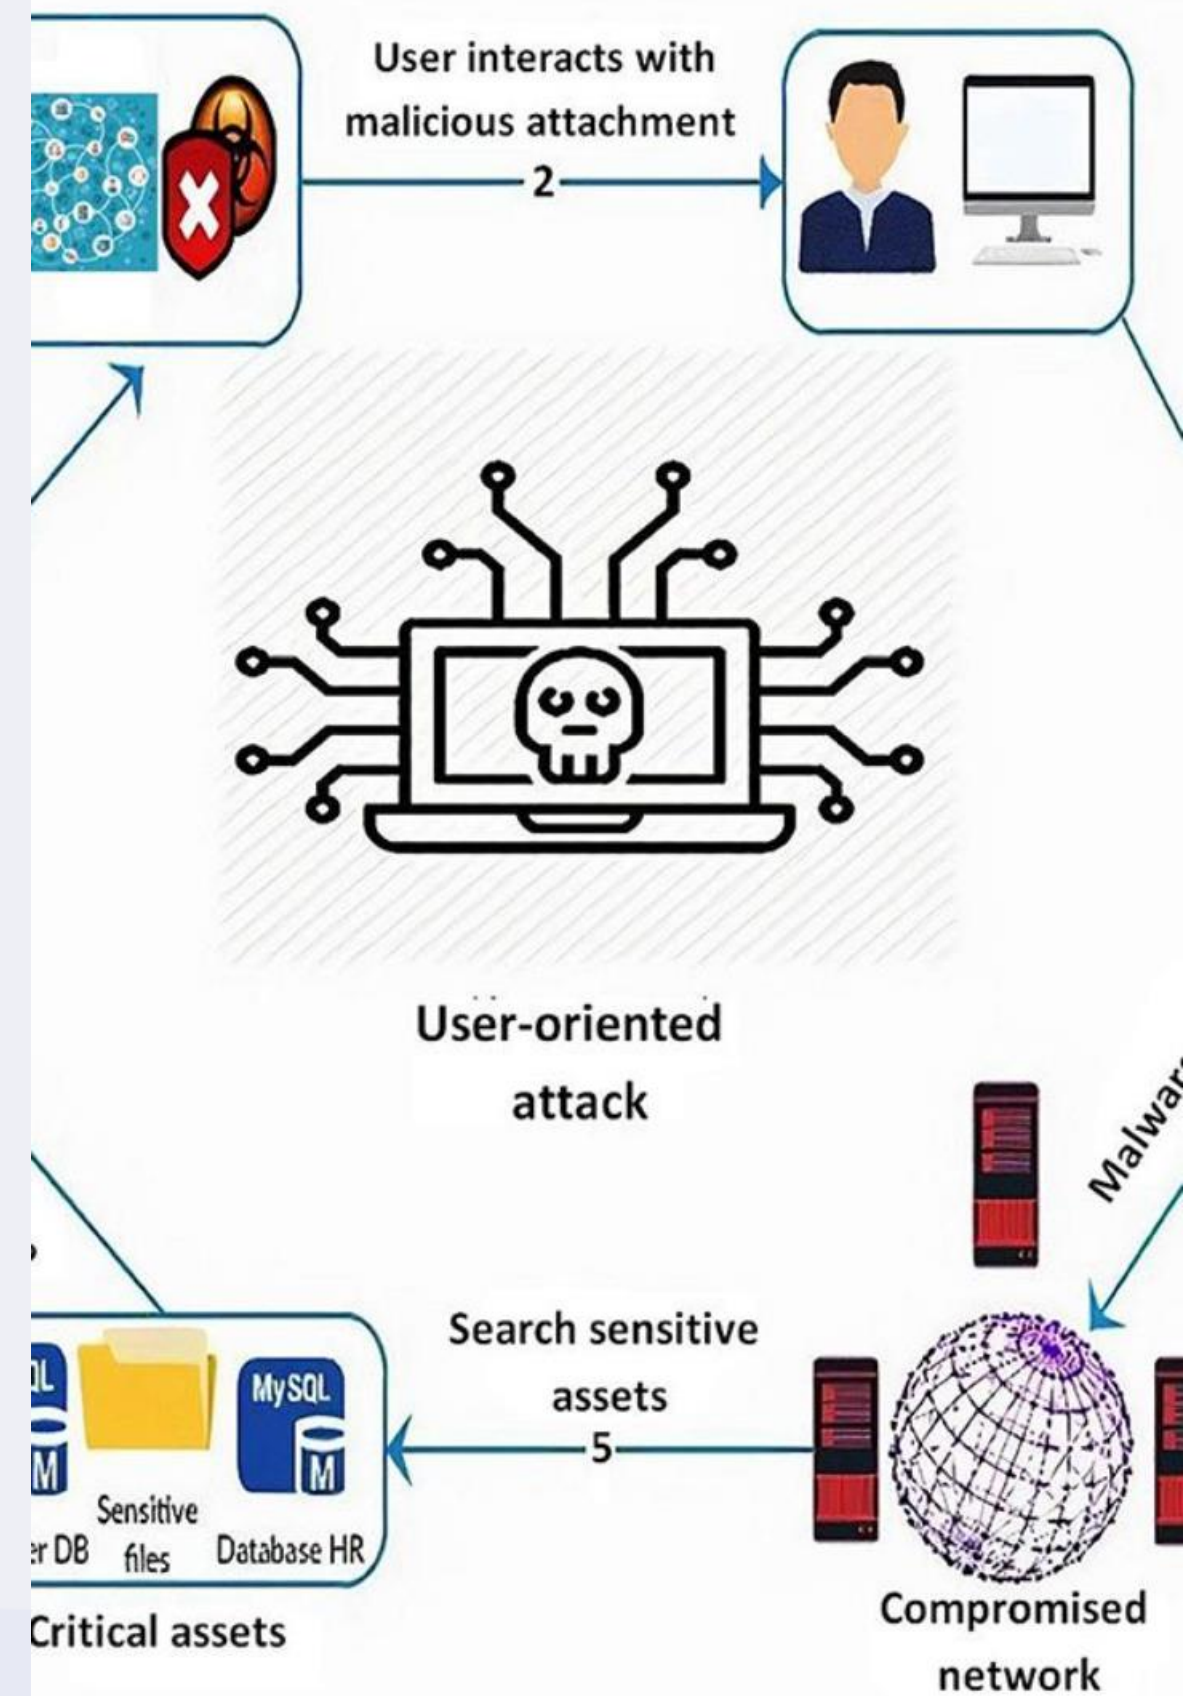 User interacts with
malicious attachment
2
User-oriented
attack
Search sensitive
assets
5
MySQL
M
M
Sensitive
files
DB
Database HR
Critical assets
Compromised
network